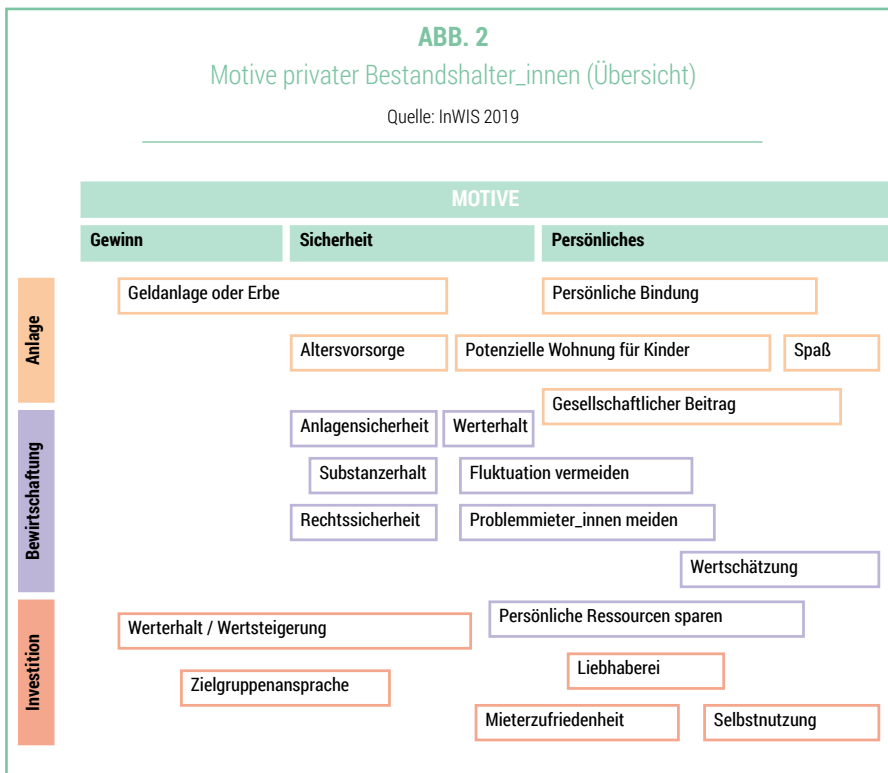 ABB. 2
Motive privater Bestandshalter_innen (Übersicht)
Quelle: InWIS 2019
MOTIVE
Gewinn Sicherheit Persönliches
Anlage
Geldanlage oder Erbe Persönliche Bindung
Altersvorsorge Potenzielle Wohnung für Kinder Spaß
Gesellschaftlicher Beitrag
Bewirtschaftung
Anlagensicherheit Werterhalt
Substanzerhalt Fluktuation vermeiden
Rechtssicherheit Problemmieter_innen meiden
Wertschätzung
Persönliche Ressourcen sparen
Investition
Werterhalt / Wertsteigerung
Liebhaberei
Zielgruppenansprache
Mieterzufriedenheit Selbstnutzung